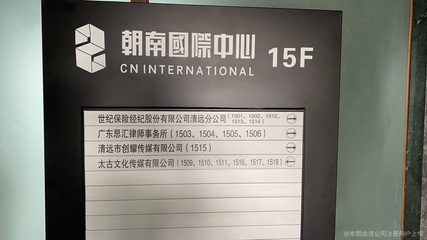 朝南國際中心
CN INTERNATIONAL
15F
世纪保险经纪股份有限公司清远分公司(1501、1502、1512、
1513、1514)
广东思汇律师事务所(1503、1504、1505、1506)
清远市创耀传媒有限公司(1515)
太古文化传媒有限公司(1509、1510、1511、1516、1517、1518)
@本图由该公司注册用户上传